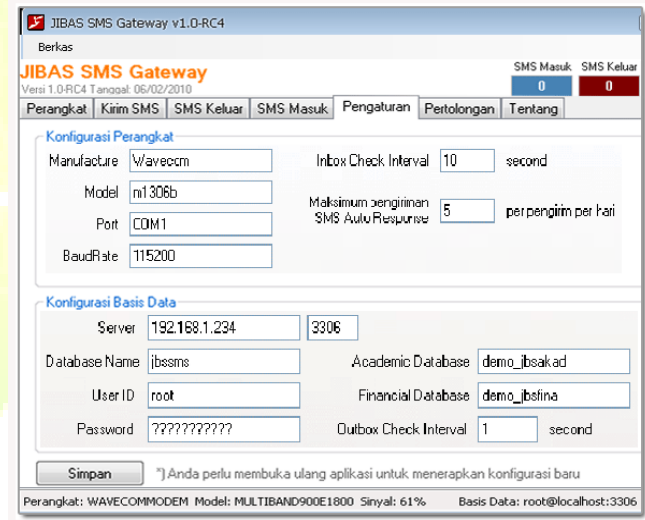 JIBAS SMS Gateway v1.0-RC4
Berkas
JIBAS SMS Gateway
Versi 1.0-RC4 Tanggal: 06/02/2010
SMS Masuk SMS Keluar
0 0
Perangkat Kirim SMS SMS Keluar SMS Masuk Pengaturan Pertolongan Tentang
Konfigurasi Perangkat
Manufacture Wavecom Inbox Check Interval 10 second
Model m1306b
Maksimum pengiriman
SMS Auto Response 5 per pengirim per hari
Port COM1
BaudRate 115200
Konfigurasi Basis Data
Server 192.168.1.234 3306
Database Name jbssms Academic Database demo_jbsakad
User ID root Financial Database demo_jbsfina
Password ??????????? Outbox Check Interval 1 second
Simpan *) Anda perlu membuka ulang aplikasi untuk menerapkan konfigurasi baru
Perangkat: WAVECOMMODEM Model: MULTIBAND900E1800 Sinyal: 61% Basis Data: root@localhost:3306